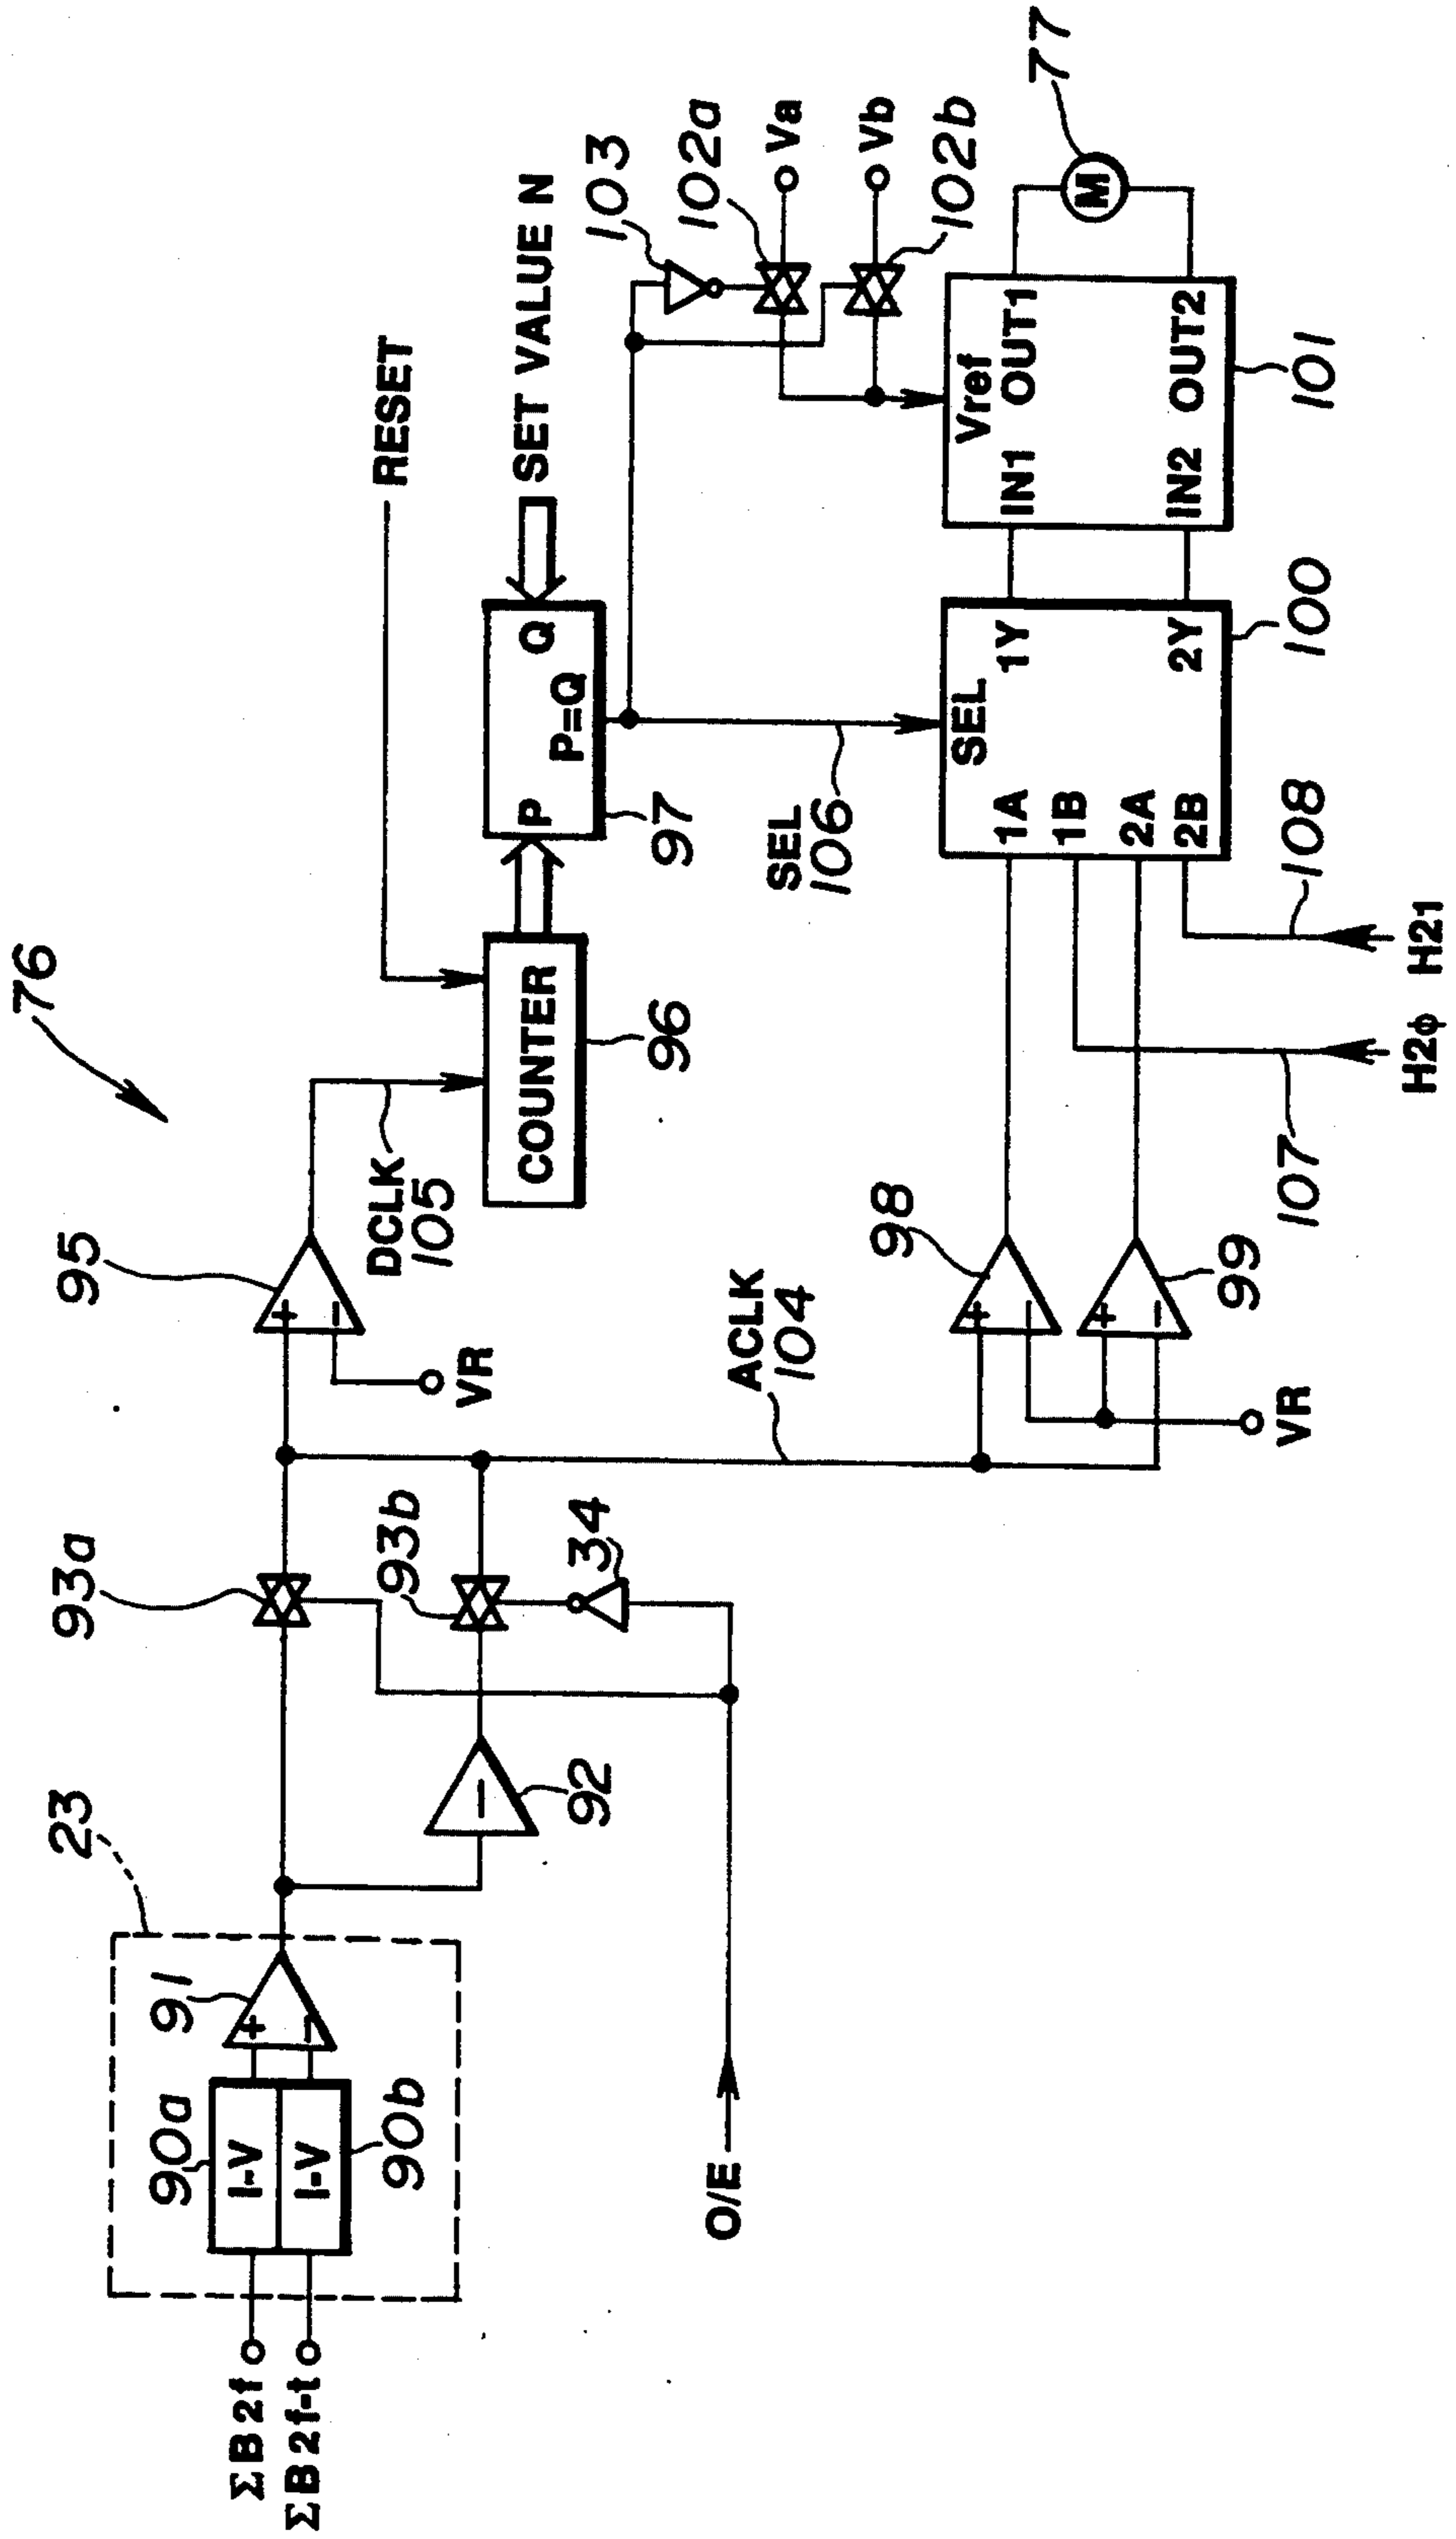 76
23
90a
I-V
I-V
90b
91
+
−
ΣB2f
ΣB2f-t
92
−
93a
93b
34
O/E
95
+
−
VR
DCLK
105
RESET
COUNTER
96
P
Q
P=Q
97
SET VALUE N
103
102a
Va
Vb
102b
ACLK
104
98
+
−
+
−
99
VR
SEL
106
SEL
1A
1B
2A
2B
1Y
2Y
100
107
108
H2ϕ
H21
Vref
IN1
OUT1
IN2
OUT2
101
M
77